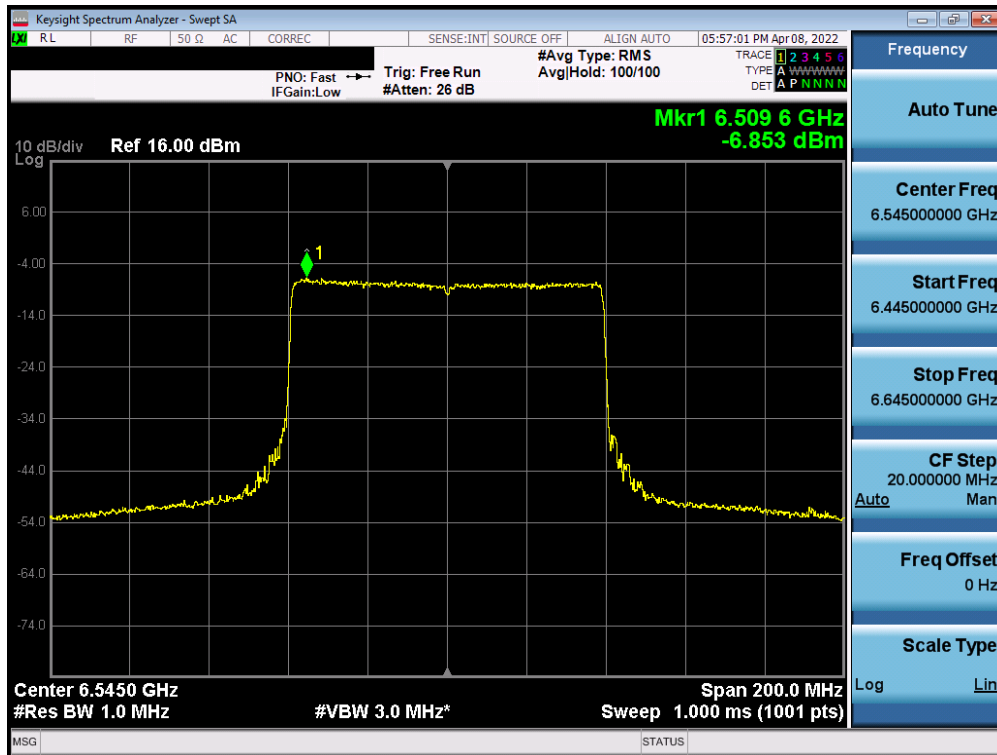 Keysight Spectrum Analyzer - Swept SA
LXI RL RF 50 Ω AC CORREC SENSE:INT SOURCE OFF ALIGN AUTO 05:57:01 PM Apr 08, 2022
PNO: Fast Trig: Free Run #Avg Type: RMS TRACE 1 2 3 4 5 6
IFGain:Low #Atten: 26 dB Avg|Hold: 100/100 TYPE A WWWWW
DET A P N N N N
Mkr1 6.509 6 GHz
-6.853 dBm
10 dB/div Ref 16.00 dBm
Log
6.00
-4.00
-14.0
-24.0
-34.0
-44.0
-54.0
-64.0
-74.0
1
Center 6.5450 GHz Span 200.0 MHz
#Res BW 1.0 MHz #VBW 3.0 MHz* Sweep 1.000 ms (1001 pts)
MSG STATUS
Frequency
Auto Tune
Center Freq
6.545000000 GHz
Start Freq
6.445000000 GHz
Stop Freq
6.645000000 GHz
CF Step
20.000000 MHz
Auto Man
Freq Offset
0 Hz
Scale Type
Log Lin